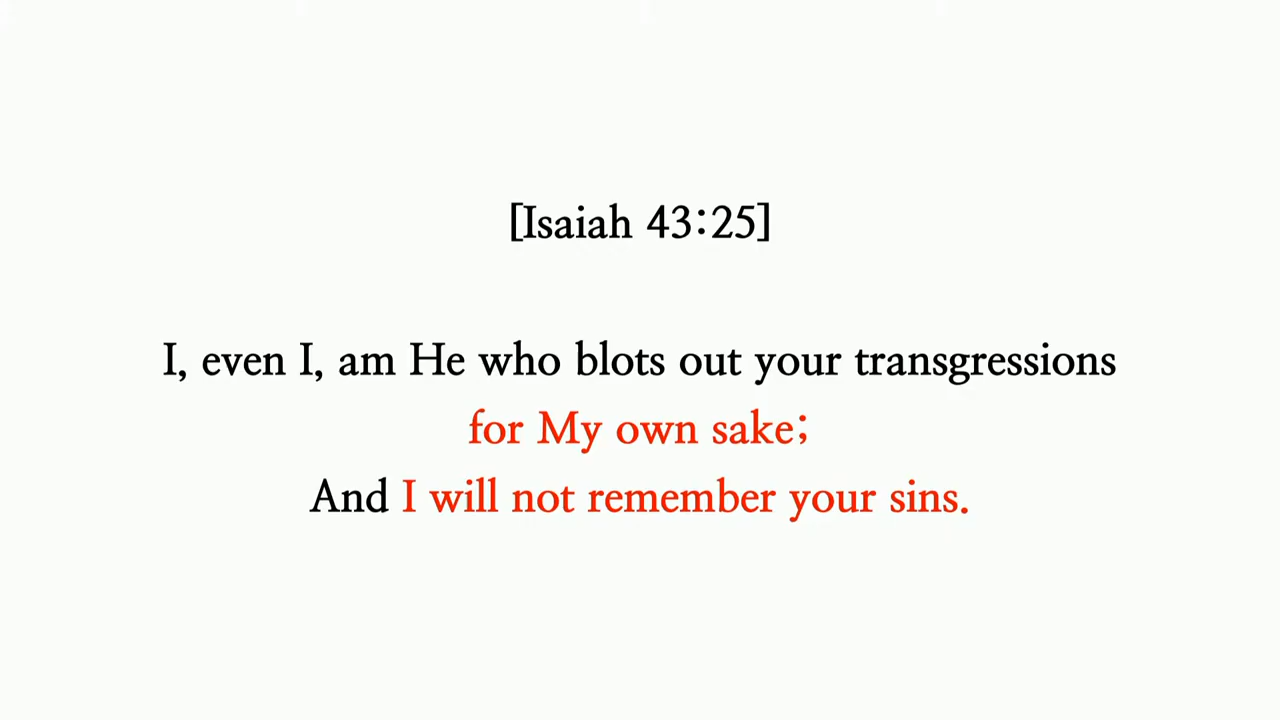 [Isaiah 43:25]
I, even I, am He who blots out your transgressions
for My own sake;
And I will not remember your sins.